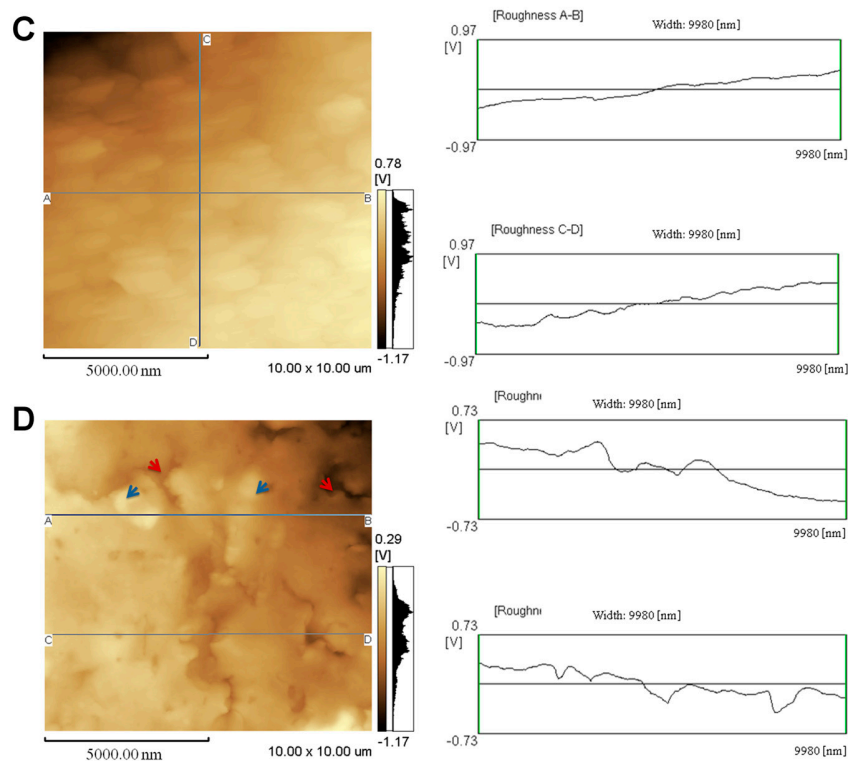 C
C
A
B
D
0.78
[V]
-1.17
5000.00 nm
10.00 x 10.00 um
[Roughness A-B]
Width: 9980 [nm]
0.97
[V]
-0.97
9980 [nm]
[Roughness C-D]
Width: 9980 [nm]
0.97
[V]
-0.97
9980 [nm]
D
A
B
C
D
0.29
[V]
-1.17
5000.00 nm
10.00 x 10.00 um
Width: 9980 [nm]
0.73
[V]
-0.73
9980 [nm]
Width: 9980 [nm]
0.73
[V]
-0.73
9980 [nm]